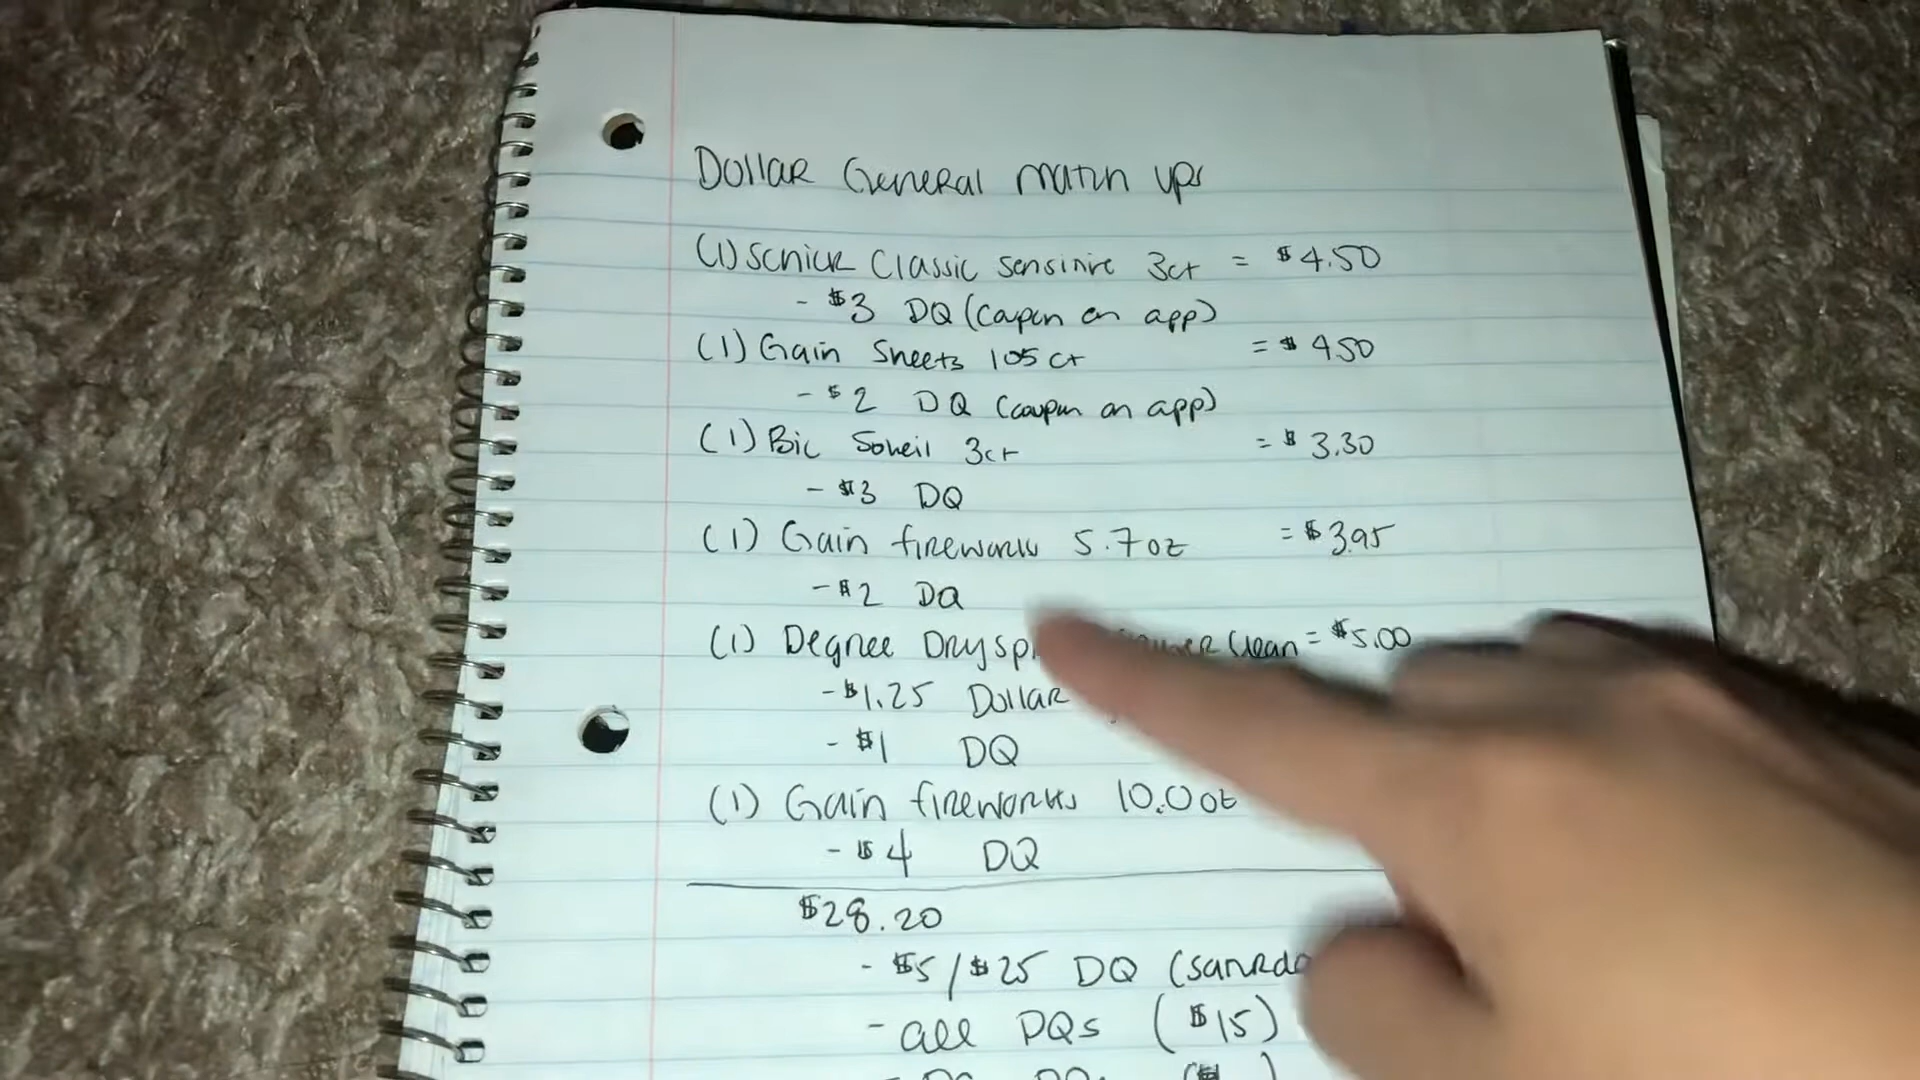 Dollar General match ups
(1) Schick Classic sensitive 3ct = $4.50
- $3 DQ (coupon on app)
(1) Gain Sheets 105 ct = $4.50
- $2 DQ (coupon on app)
(1) Bic Soleil 3ct = $3.30
- $3 DQ
(1) Gain fireworks 5.7oz = $3.95
- $2 DQ
(1) Degree Dryspr Clean = $5.00
- $1.25 Dollar
- $1 DQ
(1) Gain fireworks 10.0oz
- $4 DQ
$28.20
- $5/$25 DQ
- all DQs ($15)